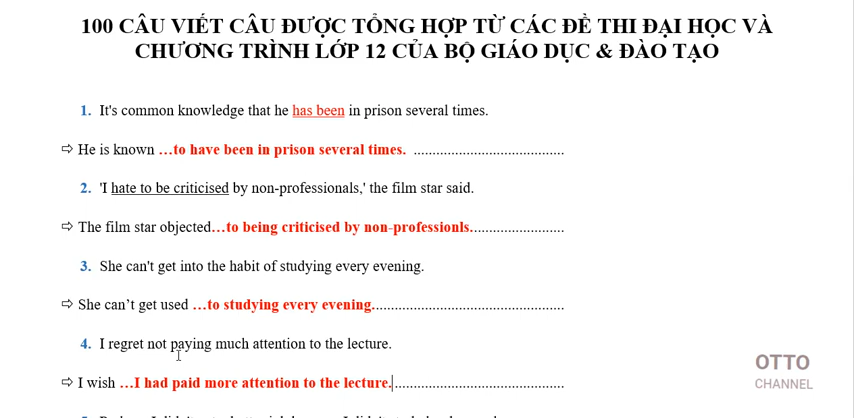 100 CÂU VIẾT CÂU ĐƯỢC TỔNG HỢP TỪ CÁC ĐỀ THI ĐẠI HỌC VÀ
CHƯƠNG TRÌNH LỚP 12 CỦA BỘ GIÁO DỤC & ĐÀO TẠO
1. It's common knowledge that he has been in prison several times.
⇨ He is known …to have been in prison several times. ......................................
2. 'I hate to be criticised by non-professionals,' the film star said.
⇨ The film star objected…to being criticised by non-professionls........................
3. She can't get into the habit of studying every evening.
⇨ She can’t get used …to studying every evening................................................
4. I regret not paying much attention to the lecture.
⇨ I wish …I had paid more attention to the lecture...........................................
OTTO
CHANNEL